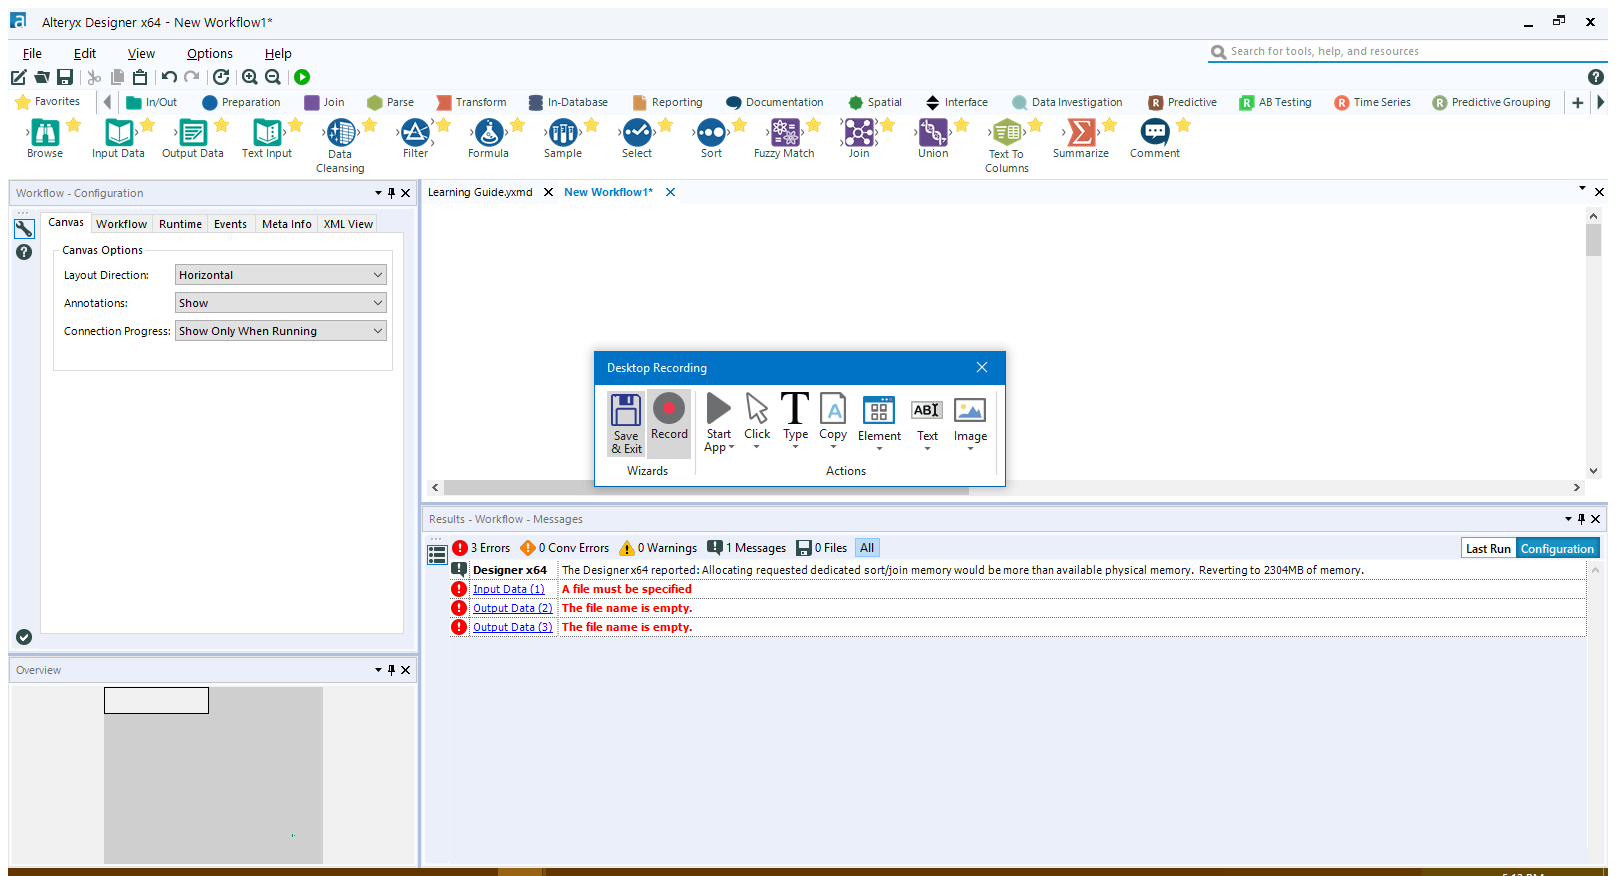 Alteryx Designer x64 - New Workflow1*
File Edit View Options Help
Search for tools, help, and resources
Favorites In/Out Preparation Join Parse Transform In-Database Reporting Documentation Spatial Interface Data Investigation Predictive AB Testing Time Series Predictive Grouping
Browse Input Data Output Data Text Input Data Cleansing Filter Formula Sample Select Sort Fuzzy Match Join Union Text To Columns Summarize Comment
Workflow - Configuration
Learning Guide.yxmd New Workflow1*
Canvas Workflow Runtime Events Meta Info XML View
Canvas Options
Layout Direction: Horizontal
Annotations: Show
Connection Progress: Show Only When Running
Desktop Recording
Save & Exit Record Start App Click Type Copy Element Text Image
Wizards Actions
Results - Workflow - Messages
3 Errors 0 Conv Errors 0 Warnings 1 Messages 0 Files All Last Run Configuration
Designer x64 The Designer x64 reported: Allocating requested dedicated sort/join memory would be more than available physical memory. Reverting to 2304MB of memory.
Input Data (1) A file must be specified
Output Data (2) The file name is empty.
Output Data (3) The file name is empty.
Overview